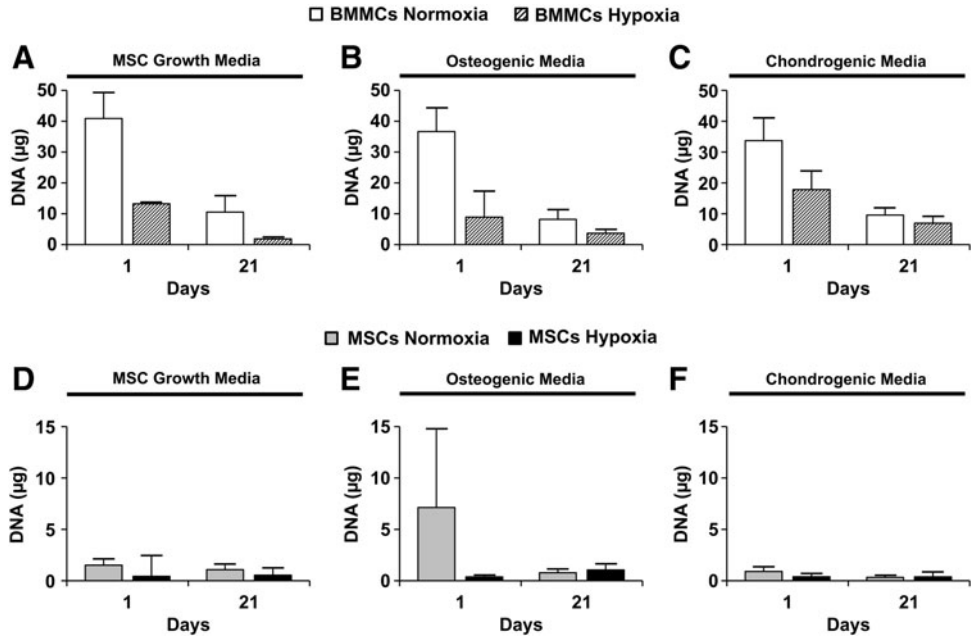 BMMCs Normoxia BMMCs Hypoxia
A MSC Growth Media
50
40
30
20
10
0
DNA (µg)
1 21
Days
B Osteogenic Media
50
40
30
20
10
0
DNA (µg)
1 21
Days
C Chondrogenic Media
50
40
30
20
10
0
DNA (µg)
1 21
Days
MSCs Normoxia MSCs Hypoxia
D MSC Growth Media
15
10
5
0
DNA (µg)
1 21
Days
E Osteogenic Media
15
10
5
0
DNA (µg)
1 21
Days
F Chondrogenic Media
15
10
5
0
DNA (µg)
1 21
Days